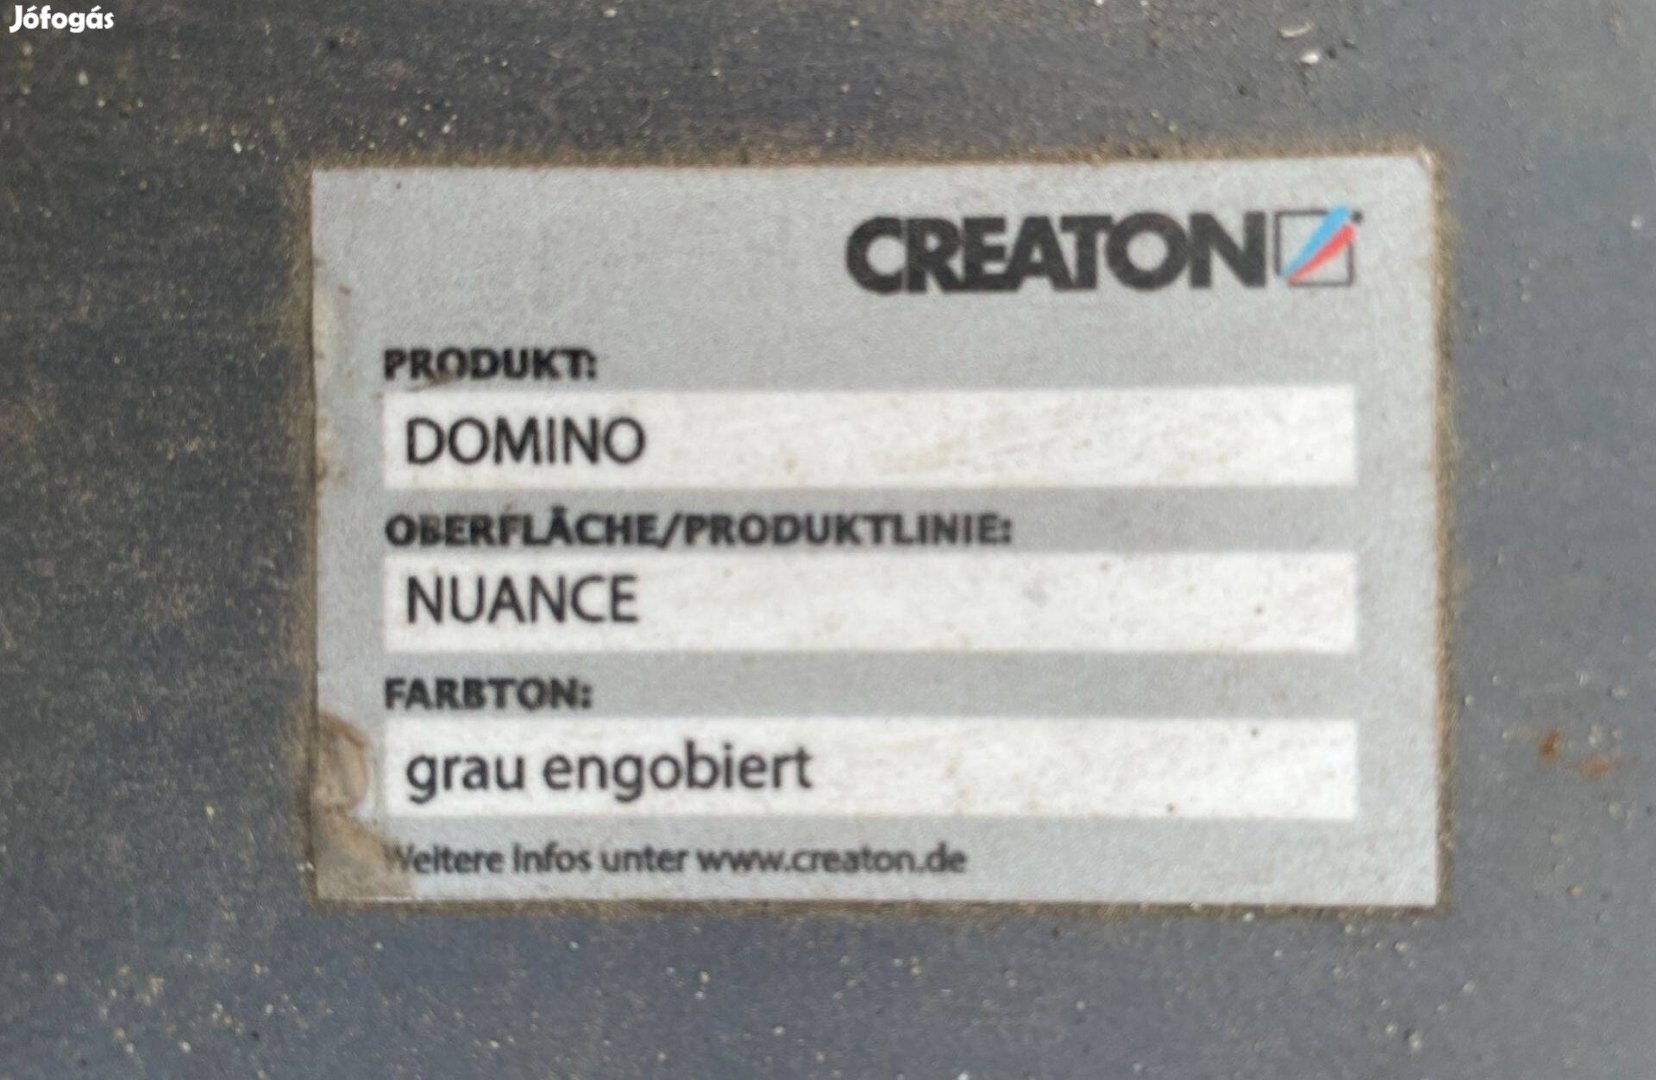 Jófogás
CREATON
PRODUKT:
DOMINO
OBERFLÄCHE/PRODUKTLINIE:
NUANCE
FARBTON:
grau engobiert
Weitere Infos unter www.creaton.de